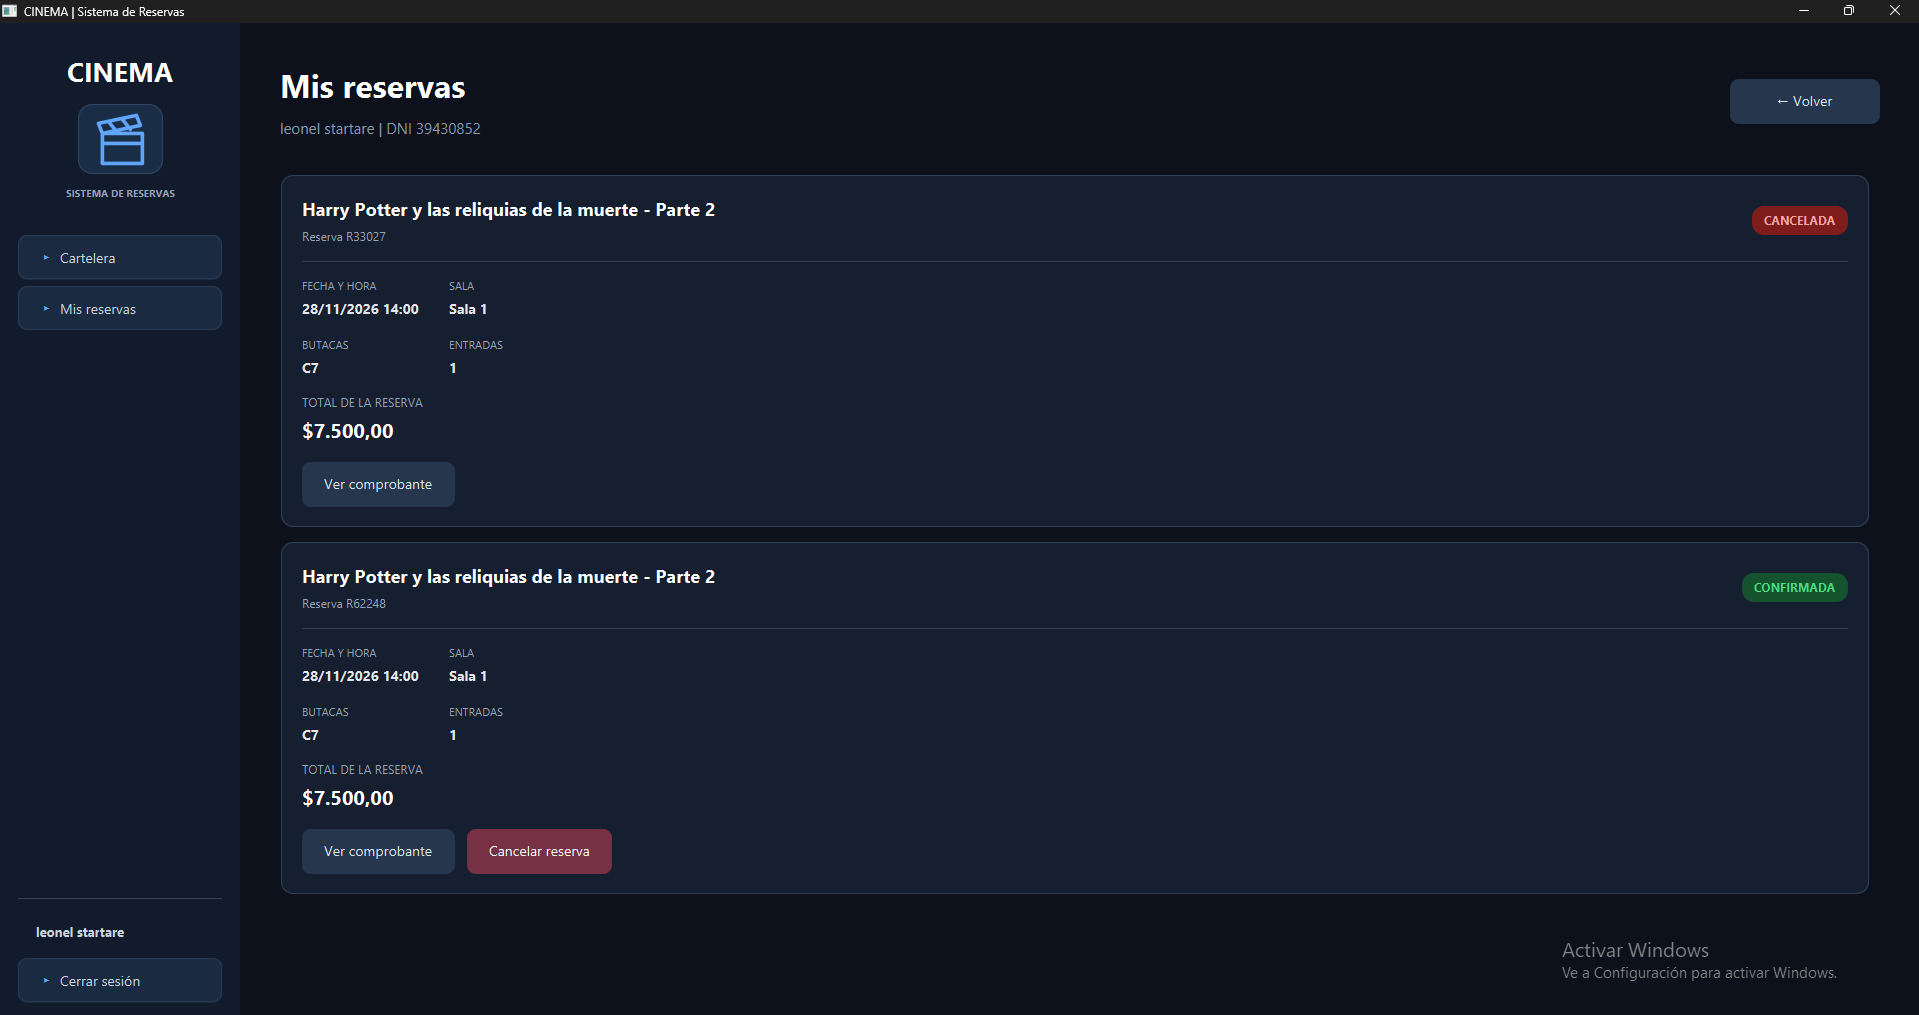 CINEMA | Sistema de Reservas
CINEMA
SISTEMA DE RESERVAS
Cartelera
Mis reservas
leonel startare
Cerrar sesión
Mis reservas
leonel startare | DNI 39430852
← Volver
Harry Potter y las reliquias de la muerte - Parte 2
Reserva R33027
CANCELADA
FECHA Y HORA SALA
28/11/2026 14:00 Sala 1
BUTACAS ENTRADAS
C7 1
TOTAL DE LA RESERVA
$7.500,00
Ver comprobante
Harry Potter y las reliquias de la muerte - Parte 2
Reserva R62248
CONFIRMADA
FECHA Y HORA SALA
28/11/2026 14:00 Sala 1
BUTACAS ENTRADAS
C7 1
TOTAL DE LA RESERVA
$7.500,00
Ver comprobante Cancelar reserva
Activar Windows
Ve a Configuración para activar Windows.